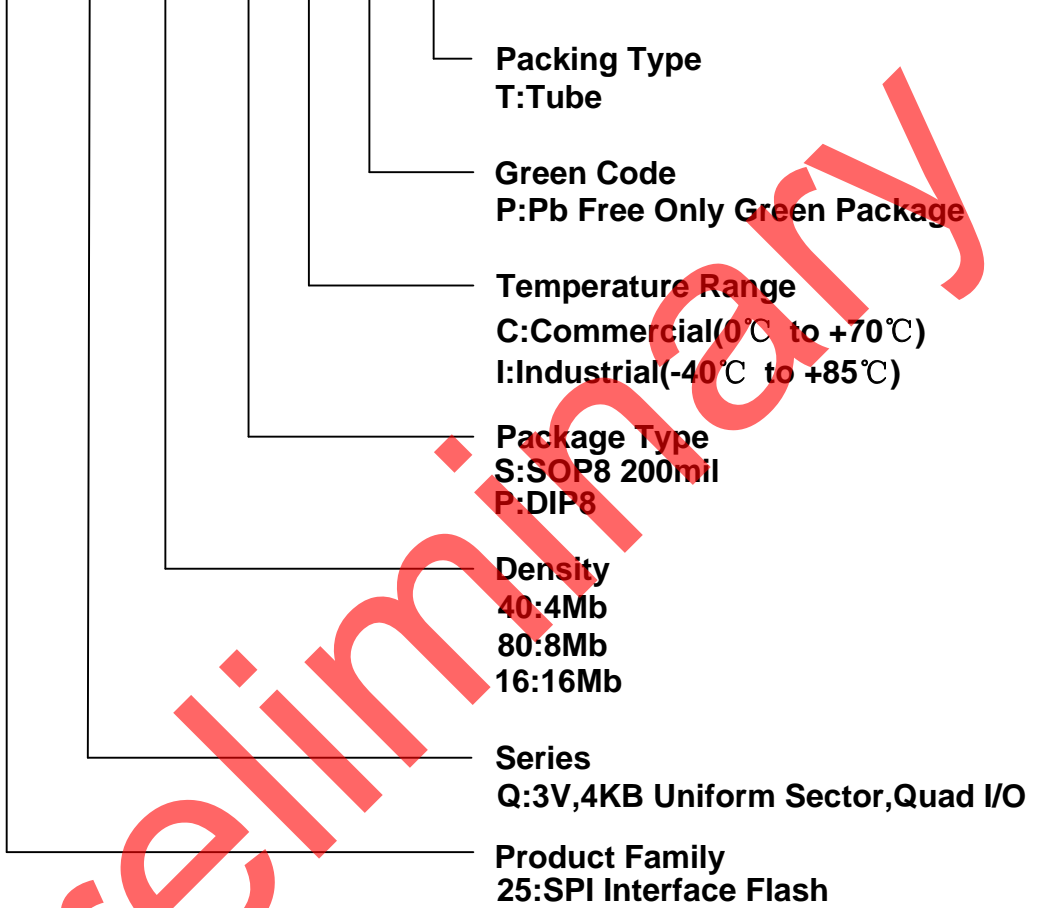 Packing Type
T:Tube
Green Code
P:Pb Free Only Green Package
Temperature Range
C:Commercial(0℃ to +70℃)
I:Industrial(-40℃ to +85℃)
Package Type
S:SOP8 200mil
P:DIP8
Density
40:4Mb
80:8Mb
16:16Mb
Series
Q:3V,4KB Uniform Sector,Quad I/O
Product Family
25:SPI Interface Flash
reliminary